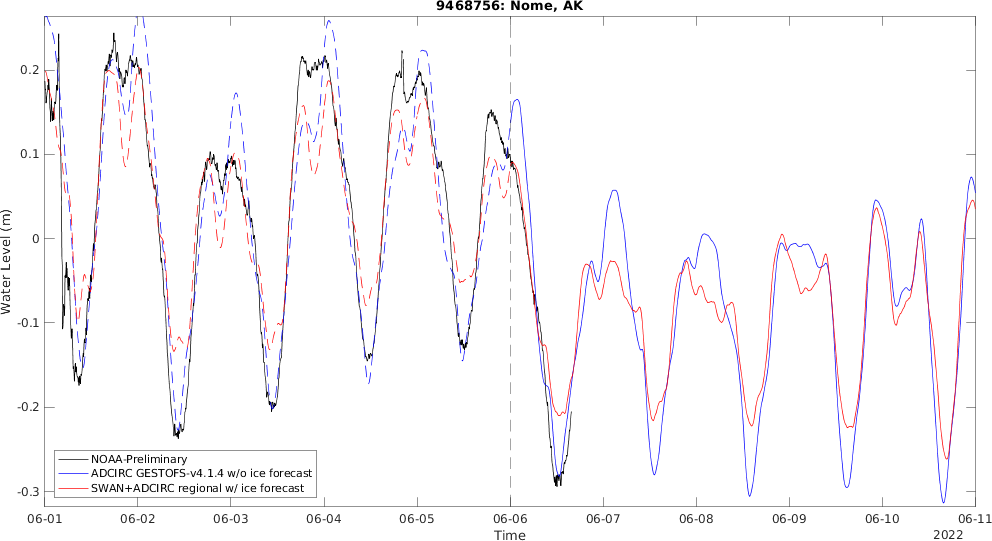 9468756: Nome, AK
Water Level (m)
0.2
0.1
0
-0.1
-0.2
-0.3
NOAA-Preliminary
ADCIRC GESTOFS-v4.1.4 w/o ice forecast
SWAN+ADCIRC regional w/ ice forecast
06-01 06-02 06-03 06-04 06-05 06-06 06-07 06-08 06-09 06-10 06-11
Time
2022